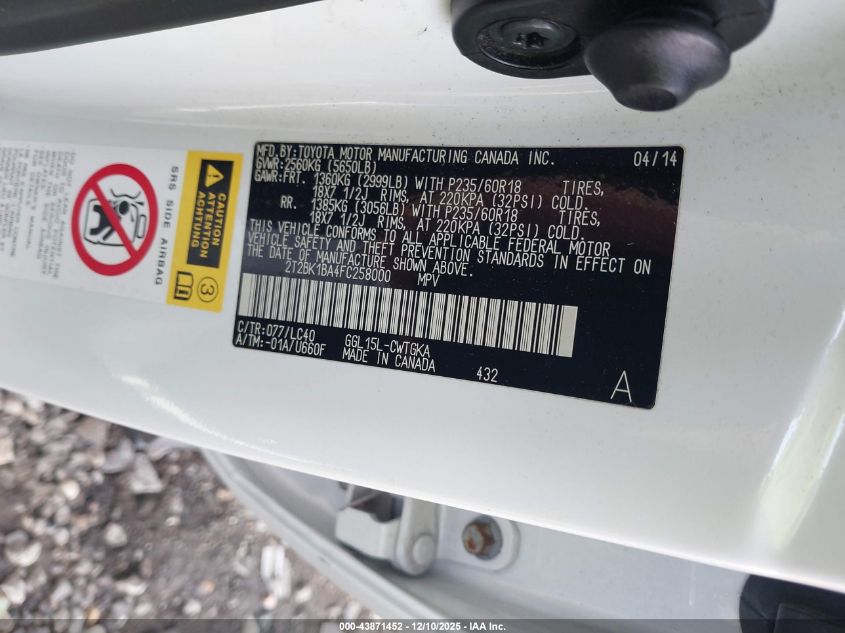 MFD.BY:TOYOTA MOTOR MANUFACTURING CANADA INC. 04/14
GVWR:2560KG (5650LB)
GAWR:FRT. 1360KG (2999LB) WITH P235/60R18 TIRES,
18X7 1/2J RIMS, AT 220KPA (32PSI) COLD.
RR. 1385KG (3056LB) WITH P235/60R18 TIRES,
18X7 1/2J RIMS, AT 220KPA (32PSI) COLD.
THIS VEHICLE CONFORMS TO ALL APPLICABLE FEDERAL MOTOR
VEHICLE SAFETY AND THEFT PREVENTION STANDARDS IN EFFECT ON
THE DATE OF MANUFACTURE SHOWN ABOVE.
2T2BK1BA4FC258000 MPV
C/TR:077/LC40 GGL15L-CWTGKA
A/TM:-01A/U660F MADE IN CANADA 432
A
SRS SIDE AIRBAG
CAUTION
ATTENTION
ACHTUNG
3
000-43871452 - 12/10/2025 - IAA Inc.